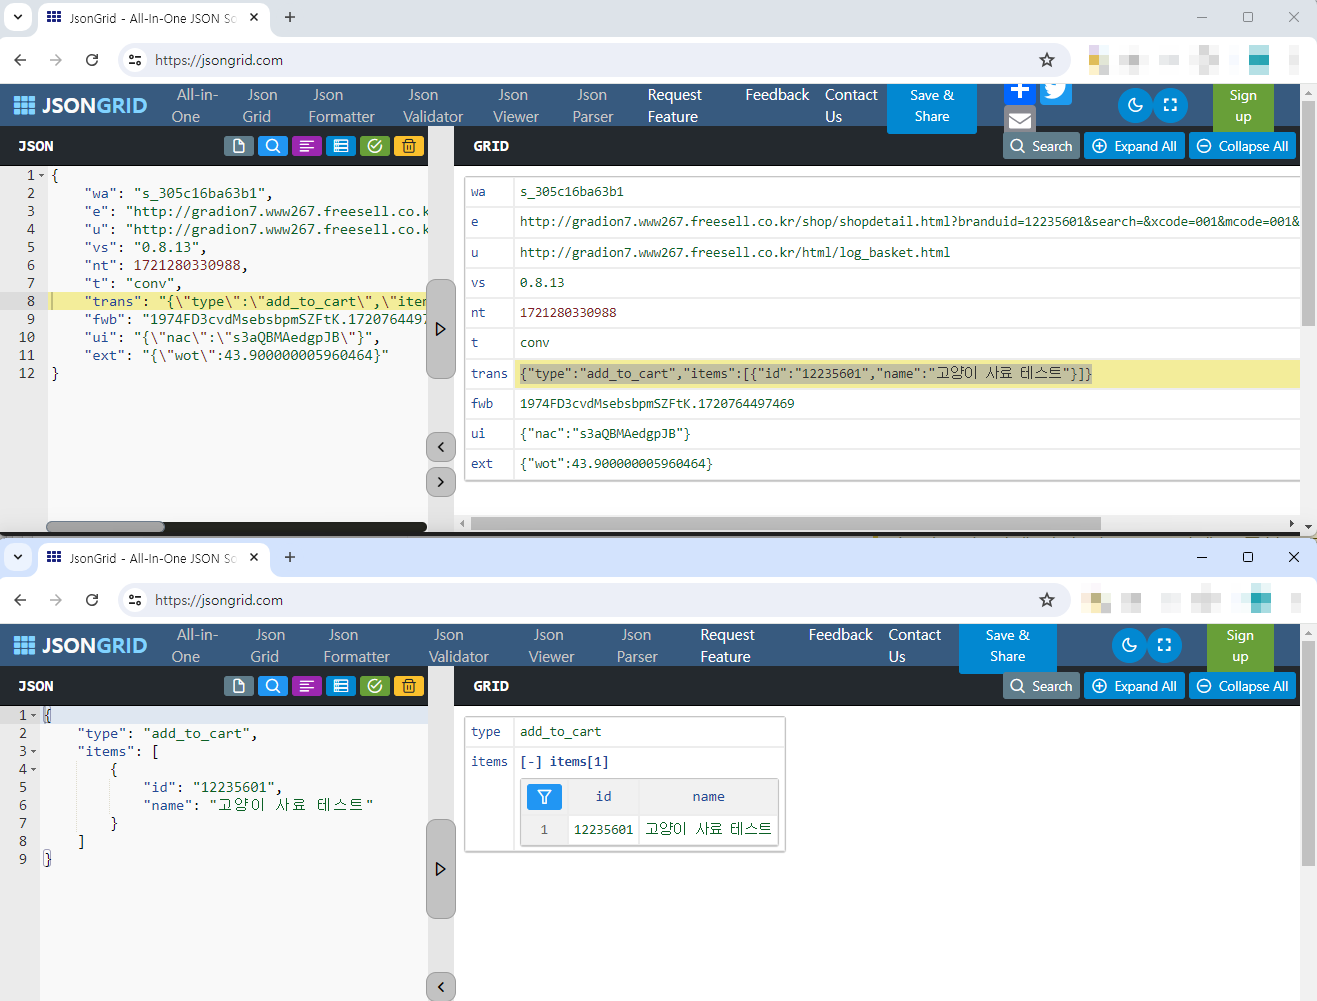 JsonGrid - All-In-One JSON Sc
https://jsongrid.com
JSONGRID
All-in-One
Json Grid
Json Formatter
Json Validator
Json Viewer
Json Parser
Request Feature
Feedback
Contact Us
Save & Share
Sign up
JSON
GRID
Search
Expand All
Collapse All
1 {
2 "wa": "s_305c16ba63b1",
3 "e": "http://gradion7.www267.freesell.co.k
4 "u": "http://gradion7.www267.freesell.co.k
5 "vs": "0.8.13",
6 "nt": 1721280330988,
7 "t": "conv",
8 "trans": "{\"type\":\"add_to_cart\",\"iten
9 "fwb": "1974FD3cvdMsebsbpmSZFtK.1720764497
10 "ui": "{\"nac\":\"s3aQBMAedgpJB\"}",
11 "ext": "{\"wot\":43.900000005960464}"
12 }
wa s_305c16ba63b1
e http://gradion7.www267.freesell.co.kr/shop/shopdetail.html?branduid=12235601&search=&xcode=001&mcode=001&
u http://gradion7.www267.freesell.co.kr/html/log_basket.html
vs 0.8.13
nt 1721280330988
t conv
trans {"type":"add_to_cart","items":[{"id":"12235601","name":"고양이 사료 테스트"}]}
fwb 1974FD3cvdMsebsbpmSZFtK.1720764497469
ui {"nac":"s3aQBMAedgpJB"}
ext {"wot":43.900000005960464}
JsonGrid - All-In-One JSON Sc
https://jsongrid.com
JSONGRID
All-in-One
Json Grid
Json Formatter
Json Validator
Json Viewer
Json Parser
Request Feature
Feedback
Contact Us
Save & Share
Sign up
JSON
GRID
Search
Expand All
Collapse All
1 {
2 "type": "add_to_cart",
3 "items": [
4 {
5 "id": "12235601",
6 "name": "고양이 사료 테스트"
7 }
8 ]
9 }
type add_to_cart
items [-] items[1]
id name
1 12235601 고양이 사료 테스트